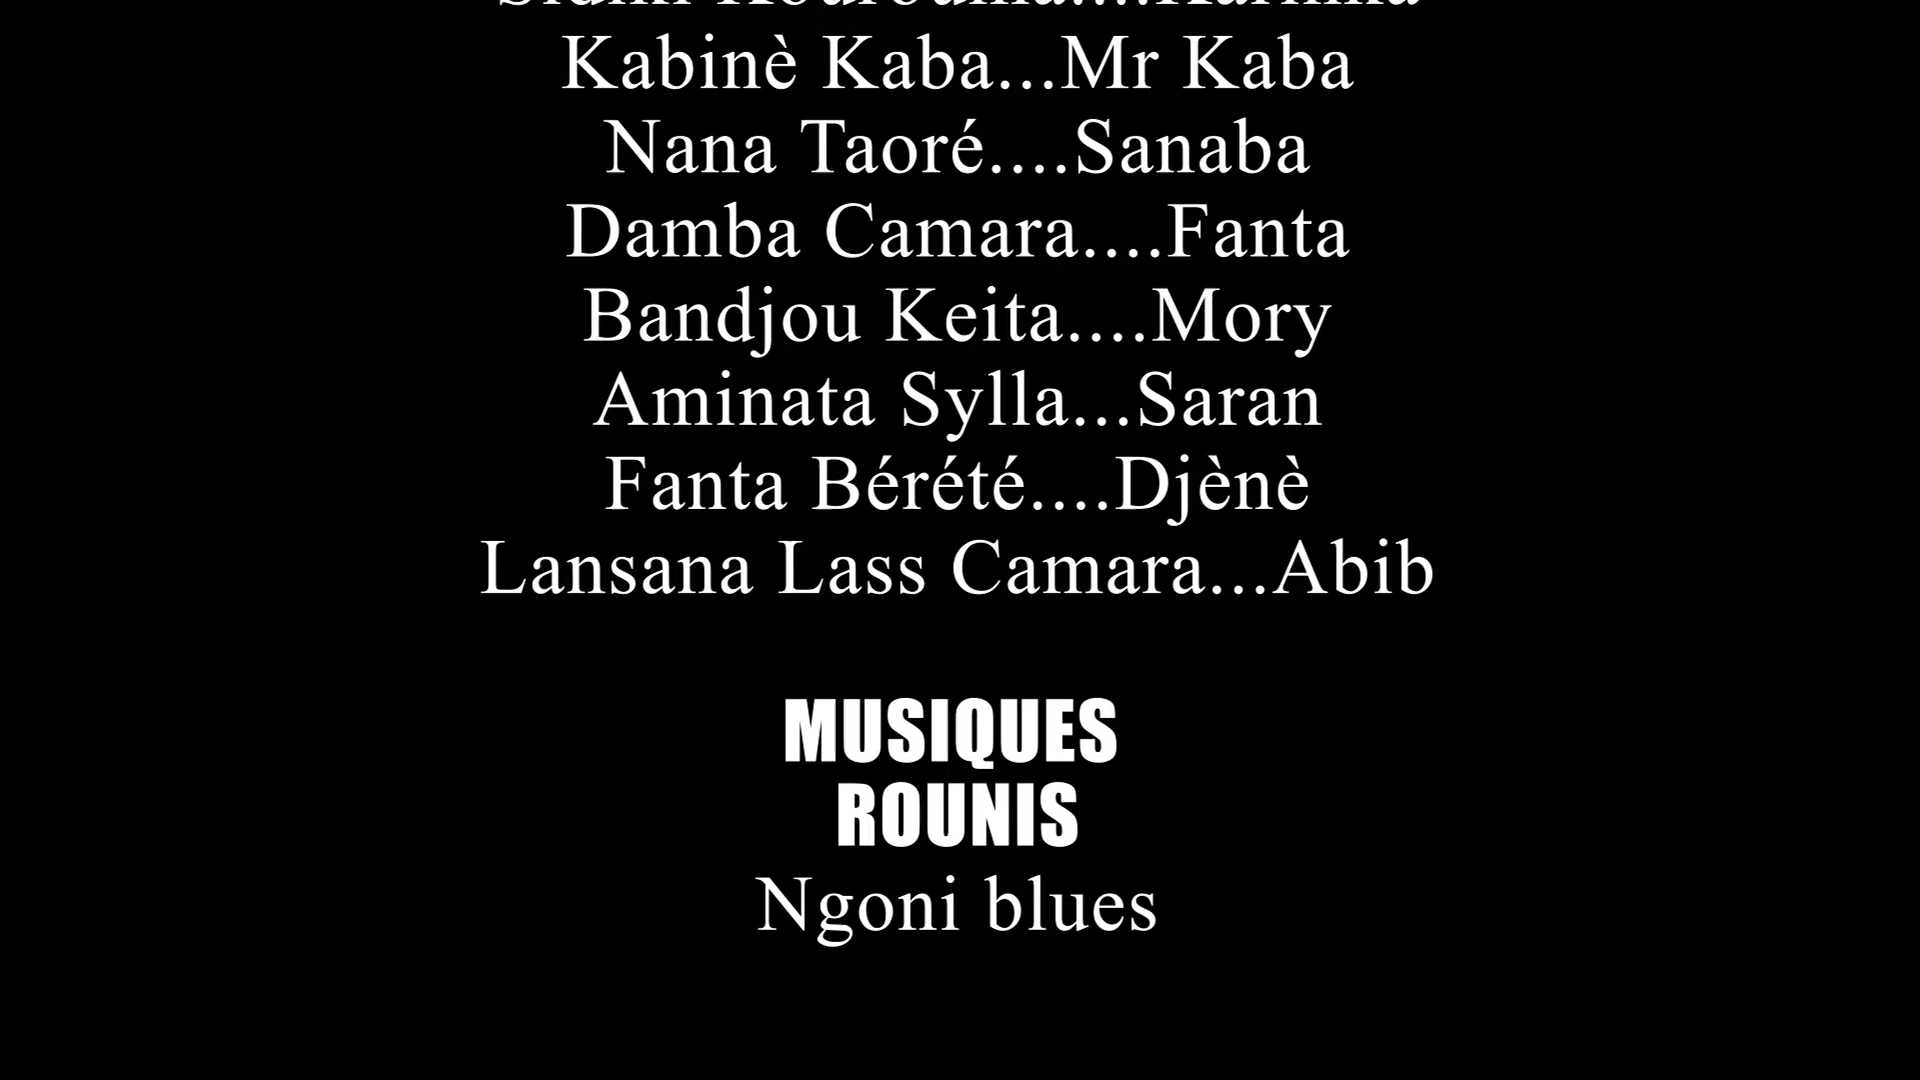 Kabinè Kaba...Mr Kaba
Nana Taoré....Sanaba
Damba Camara....Fanta
Bandjou Keita....Mory
Aminata Sylla...Saran
Fanta Bérété....Djènè
Lansana Lass Camara...Abib
MUSIQUES
ROUNIS
Ngoni blues